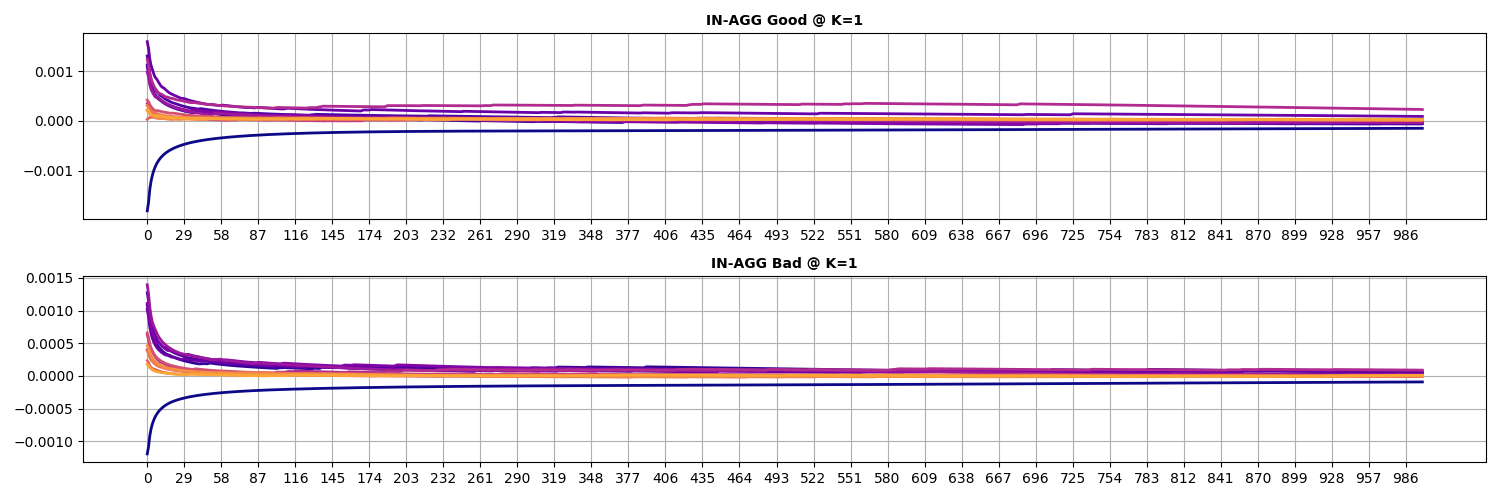 IN-AGG Good @ K=1
0.001
0.000
−0.001
0 29 58 87 116 145 174 203 232 261 290 319 348 377 406 435 464 493 522 551 580 609 638 667 696 725 754 783 812 841 870 899 928 957 986
IN-AGG Bad @ K=1
0.0015
0.0010
0.0005
0.0000
−0.0005
−0.0010
0 29 58 87 116 145 174 203 232 261 290 319 348 377 406 435 464 493 522 551 580 609 638 667 696 725 754 783 812 841 870 899 928 957 986